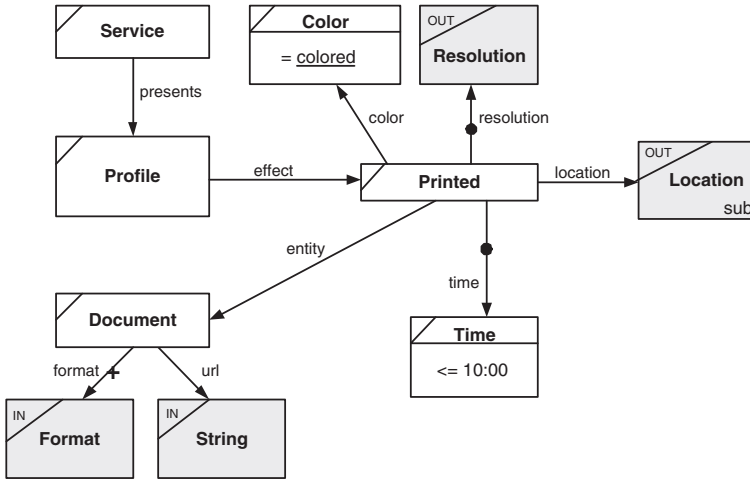 Service
Color
= colored
OUT
Resolution
presents
color
resolution
OUT
Location
sub
Profile
effect
Printed
location
entity
time
Document
Time
<= 10:00
format
+
url
IN
Format
IN
String